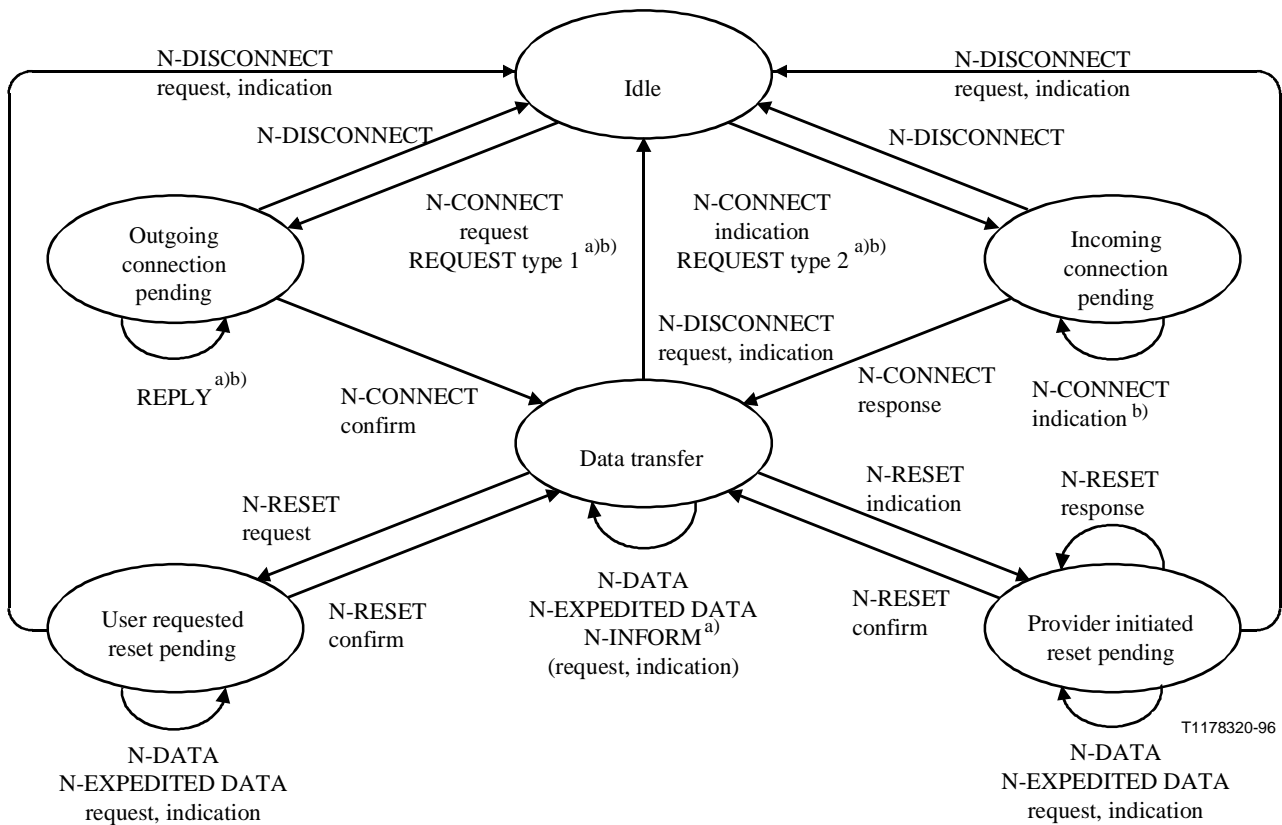 N-DISCONNECT
request, indication
Idle
N-DISCONNECT
request, indication
N-DISCONNECT
N-DISCONNECT
N-CONNECT
request
REQUEST type 1 a)b)
N-CONNECT
indication
REQUEST type 2 a)b)
Outgoing
connection
pending
Incoming
connection
pending
REPLY a)b)
N-CONNECT
confirm
N-DISCONNECT
request, indication
N-CONNECT
response
N-CONNECT
indication b)
Data transfer
N-RESET
request
N-RESET
indication
N-RESET
response
User requested
reset pending
N-RESET
confirm
N-DATA
N-EXPEDITED DATA
N-INFORM a)
(request, indication)
N-RESET
confirm
Provider initiated
reset pending
T1178320-96
N-DATA
N-EXPEDITED DATA
request, indication
N-DATA
N-EXPEDITED DATA
request, indication